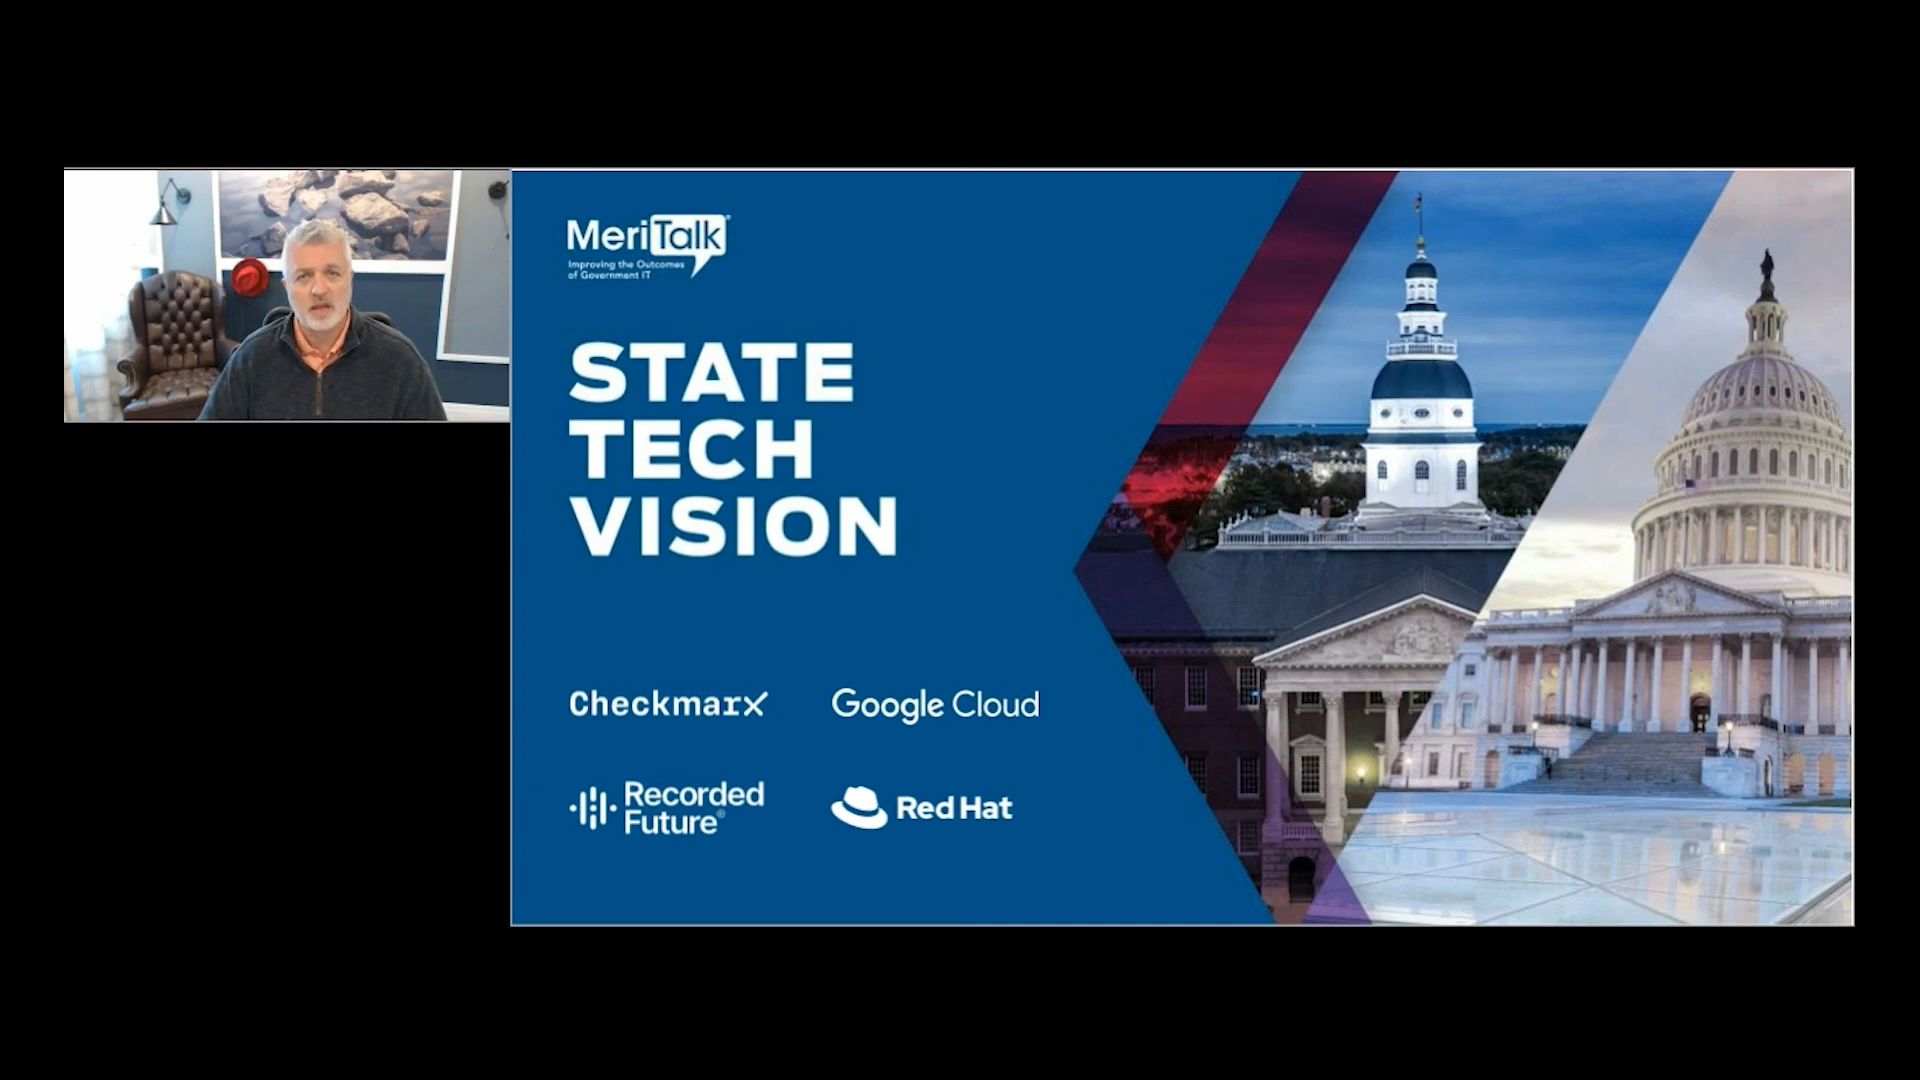 MeriTalk®
Improving the Outcomes
of Government IT
STATE
TECH
VISION
Checkmarx
Google Cloud
Recorded
Future®
Red Hat